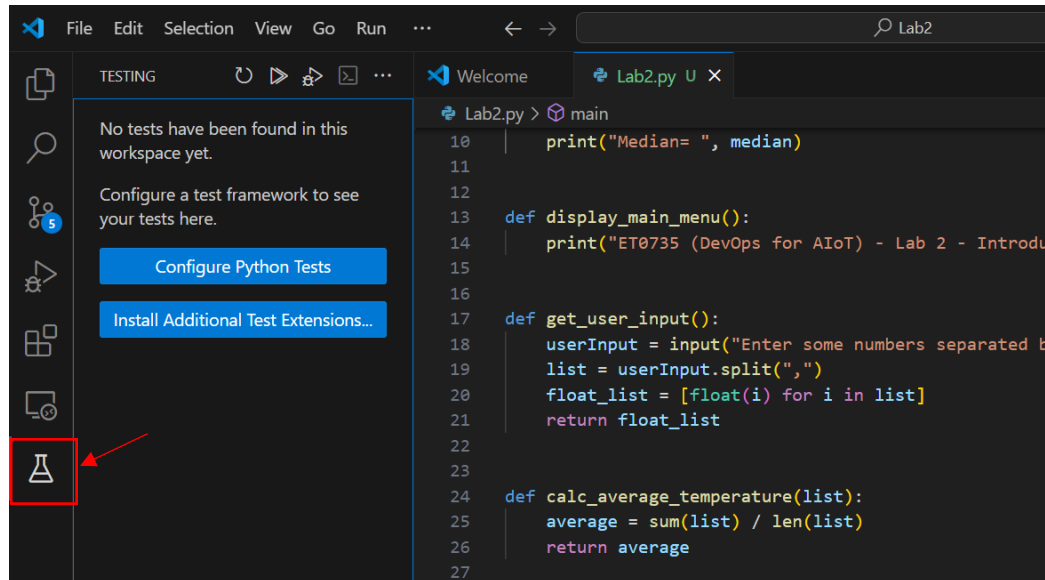 File Edit Selection View Go Run ··· ← → Lab2
TESTING ···
Welcome Lab2.py U ×
Lab2.py > main
No tests have been found in this
workspace yet.
Configure a test framework to see
your tests here.
Configure Python Tests
Install Additional Test Extensions...
5
10 print("Median= ", median)
11
12
13 def display_main_menu():
14 print("ET0735 (DevOps for AIoT) - Lab 2 - Introdu
15
16
17 def get_user_input():
18 userInput = input("Enter some numbers separated b
19 list = userInput.split(",")
20 float_list = [float(i) for i in list]
21 return float_list
22
23
24 def calc_average_temperature(list):
25 average = sum(list) / len(list)
26 return average
27